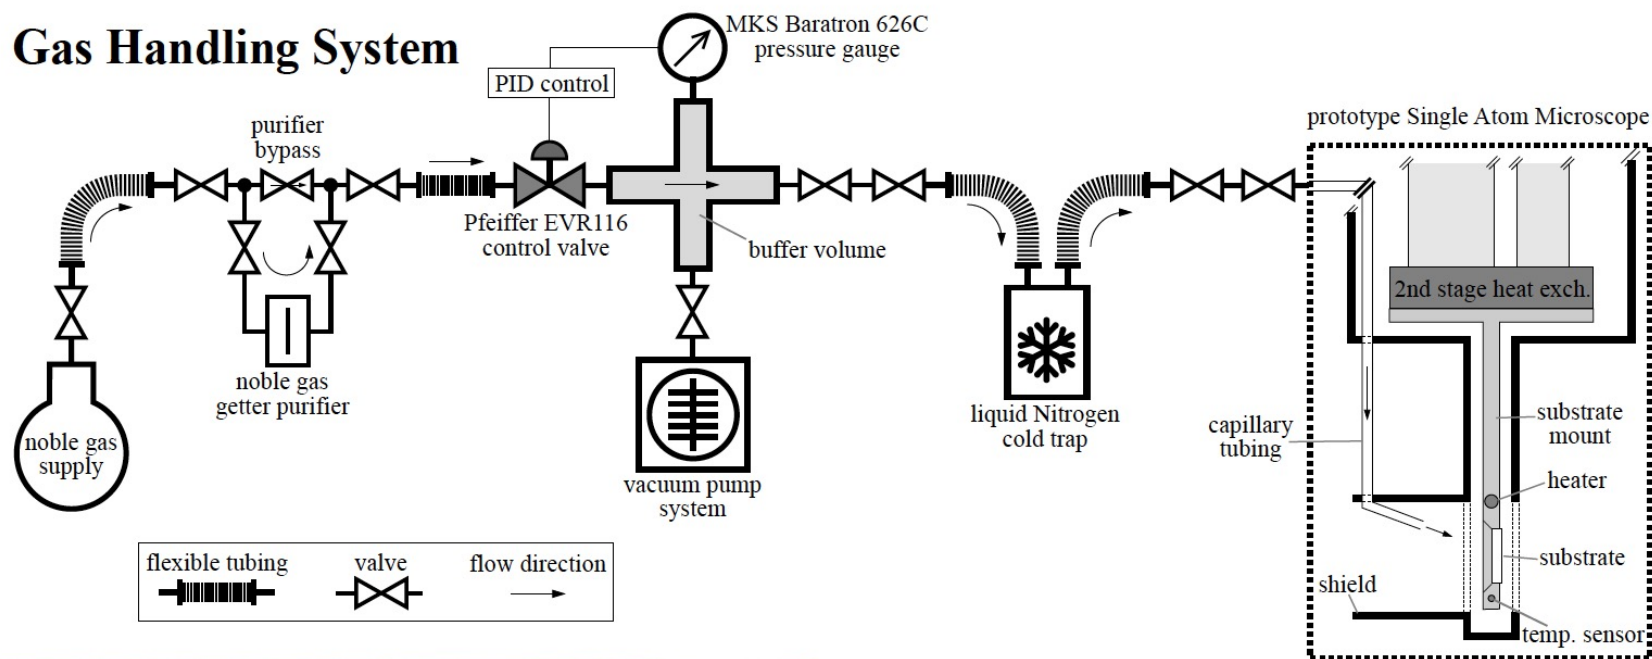 Gas Handling System
MKS Baratron 626C
pressure gauge
PID control
purifier
bypass
Pfeiffer EVR116
control valve
buffer volume
noble gas
getter purifier
noble gas
supply
vacuum pump
system
liquid Nitrogen
cold trap
prototype Single Atom Microscope
2nd stage heat exch.
capillary
tubing
substrate
mount
heater
substrate
shield
temp. sensor
flexible tubing
valve
flow direction